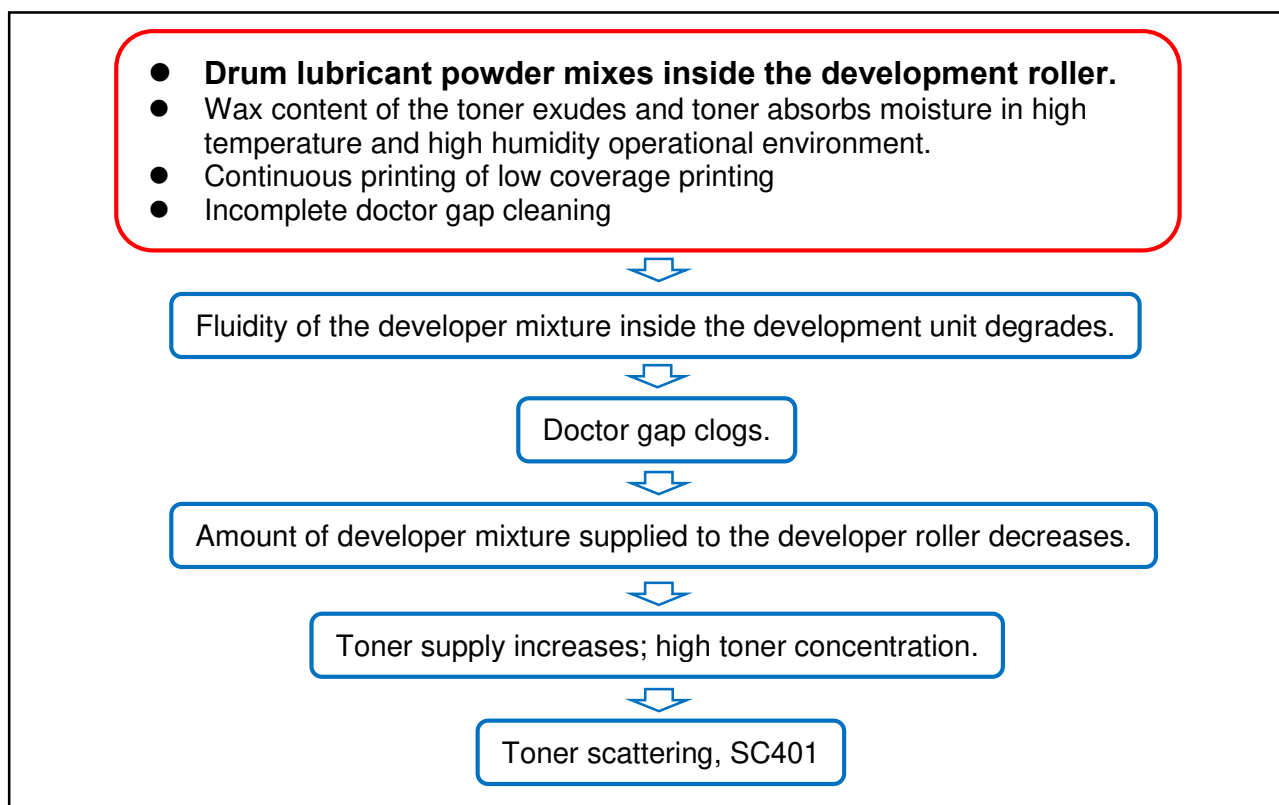 ● Drum lubricant powder mixes inside the development roller.
● Wax content of the toner exudes and toner absorbs moisture in high
temperature and high humidity operational environment.
● Continuous printing of low coverage printing
● Incomplete doctor gap cleaning
Fluidity of the developer mixture inside the development unit degrades.
Doctor gap clogs.
Amount of developer mixture supplied to the developer roller decreases.
Toner supply increases; high toner concentration.
Toner scattering, SC401